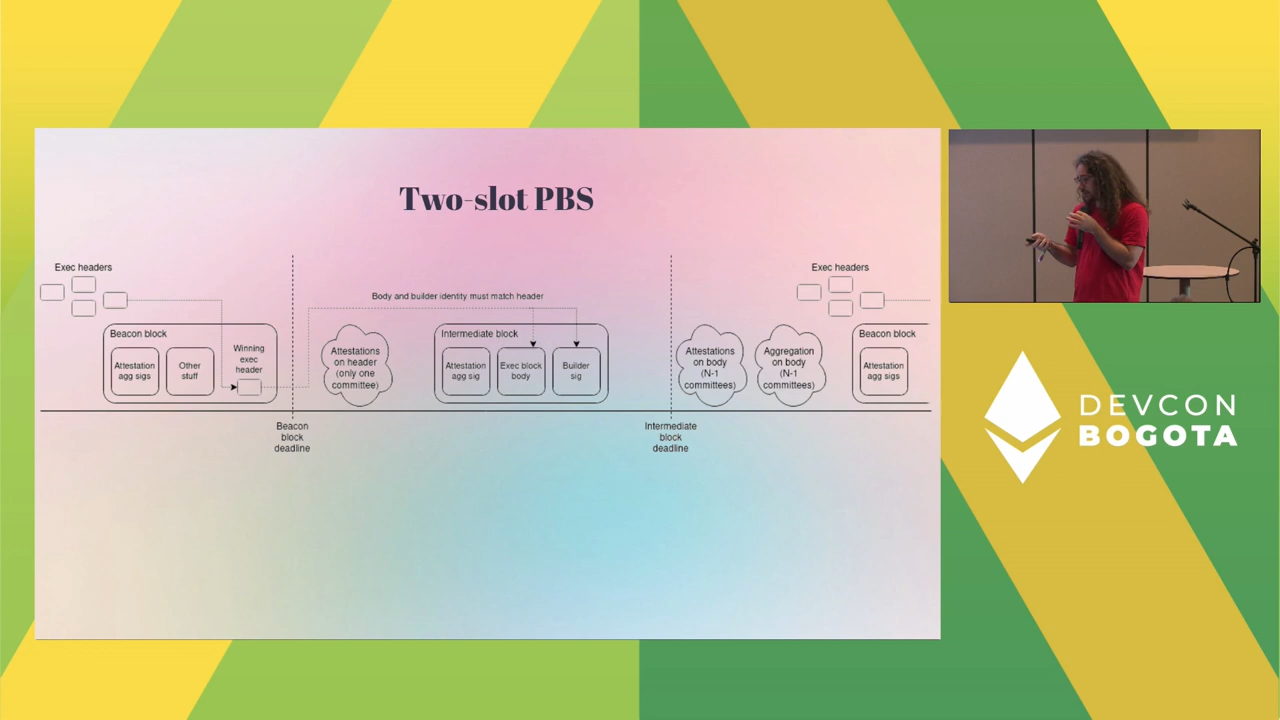 Two-slot PBS
Exec headers
Exec headers
Body and builder identity must match header
Beacon block
Attestation
agg sigs
Other
stuff
Winning
exec
header
Attestations
on header
(only one
committee)
Intermediate block
Attestation
agg sig
Exec block
body
Builder
sig
Attestations
on body
(N-1
committees)
Aggregation
on body
(N-1
committees)
Beacon block
Attestation
agg sigs
Beacon
block
deadline
Intermediate
block
deadline
DEVCON
BOGOTA